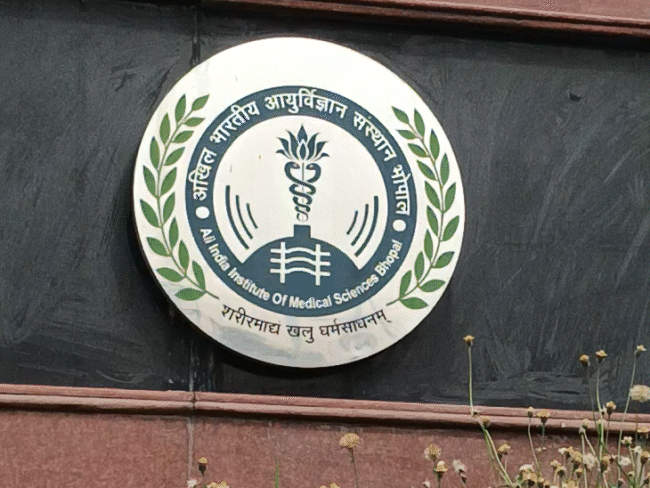 अखिल भारतीय आयुर्विज्ञान संस्थान भोपाल
All India Institute Of Medical Sciences Bhopal
शरीरमाद्य खलु धर्मसाधनम्